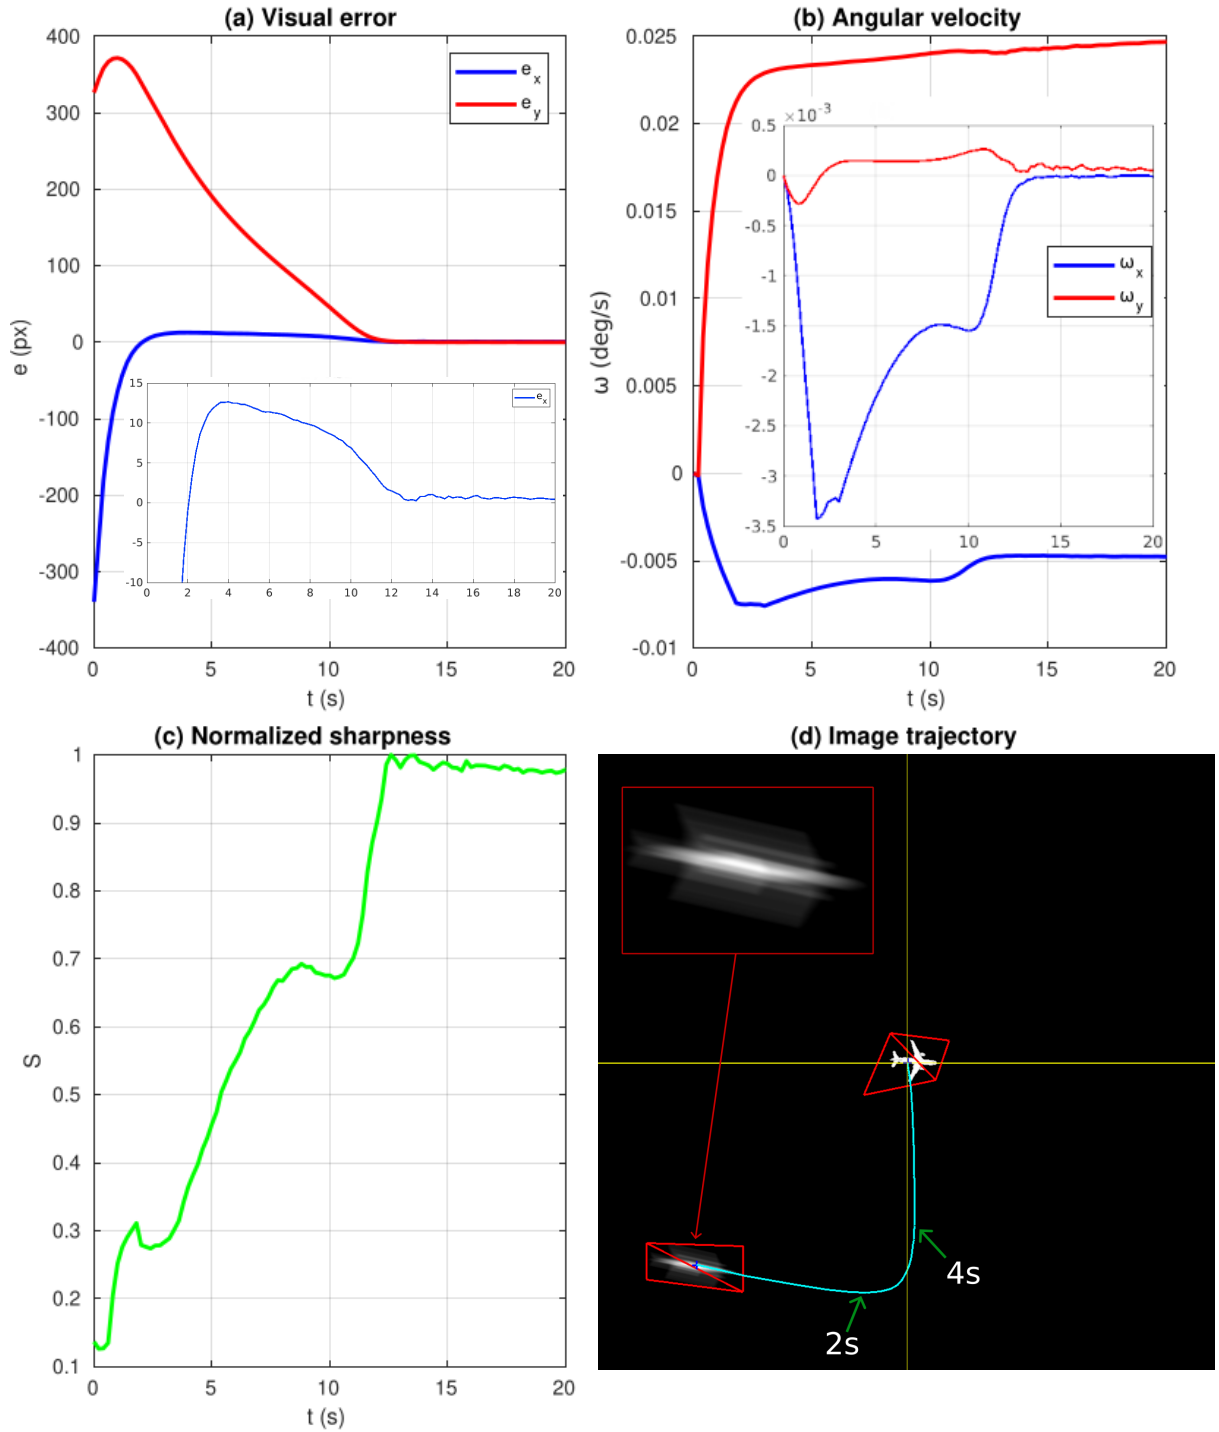 (a) Visual error
400
300
200
100
0
-100
-200
-300
-400
e (px)
e_x
e_y
15
10
5
0
-5
-10
0 2 4 6 8 10 12 14 16 18 20
e_x
0 5 10 15 20
t (s)
(b) Angular velocity
0.025
0.02
0.015
0.01
0.005
0
-0.005
-0.01
ω (deg/s)
×10^-3
0.5
0
-0.5
-1
-1.5
-2
-2.5
-3
-3.5
0 5 10 15 20
ω_x
ω_y
0 5 10 15 20
t (s)
(c) Normalized sharpness
1
0.9
0.8
0.7
0.6
0.5
0.4
0.3
0.2
0.1
S
0 5 10 15 20
t (s)
(d) Image trajectory
4s
2s